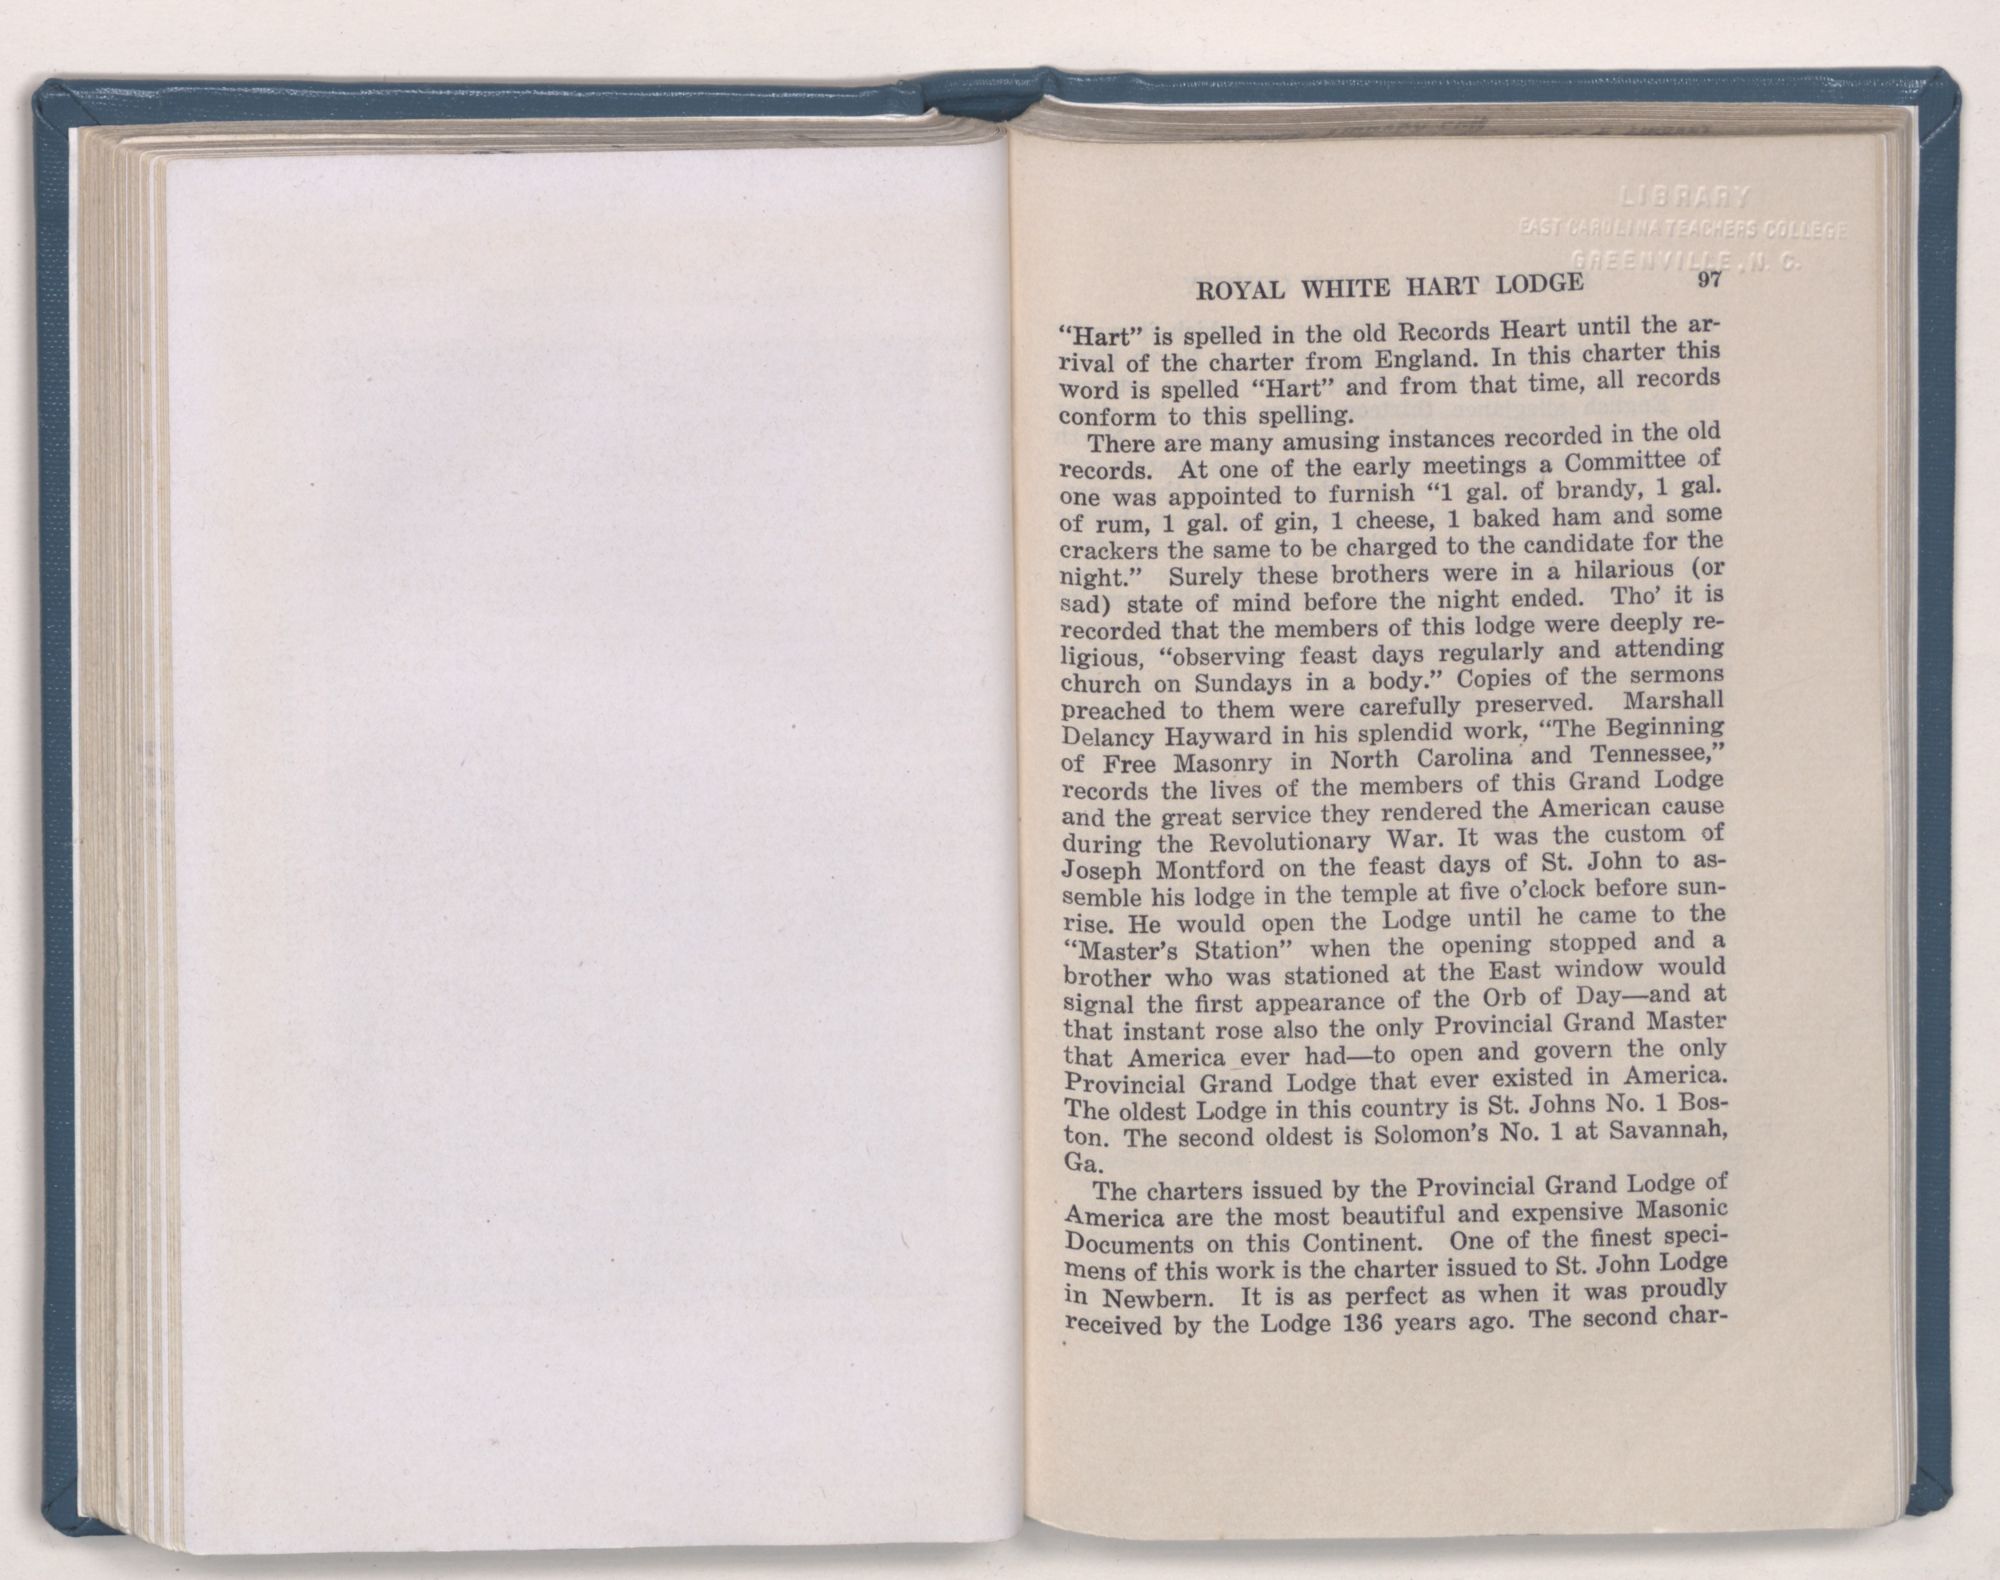 LIBRARY
EAST CAROLINA TEACHERS COLLEGE
GREENVILLE, N. C.
ROYAL WHITE HART LODGE 97
“Hart” is spelled in the old Records Heart until the ar-
rival of the charter from England. In this charter this
word is spelled “Hart” and from that time, all records
conform to this spelling.
There are many amusing instances recorded in the old
records. At one of the early meetings a Committee of
one was appointed to furnish “1 gal. of brandy, 1 gal.
of rum, 1 gal. of gin, 1 cheese, 1 baked ham and some
crackers the same to be charged to the candidate for the
night.” Surely these brothers were in a hilarious (or
sad) state of mind before the night ended. Tho’ it is
recorded that the members of this lodge were deeply re-
ligious, “observing feast days regularly and attending
church on Sundays in a body.” Copies of the sermons
preached to them were carefully preserved. Marshall
Delancy Hayward in his splendid work, “The Beginning
of Free Masonry in North Carolina and Tennessee,”
records the lives of the members of this Grand Lodge
and the great service they rendered the American cause
during the Revolutionary War. It was the custom of
Joseph Montford on the feast days of St. John to as-
semble his lodge in the temple at five o’clock before sun-
rise. He would open the Lodge until he came to the
“Master’s Station” when the opening stopped and a
brother who was stationed at the East window would
signal the first appearance of the Orb of Day—and at
that instant rose also the only Provincial Grand Master
that America ever had—to open and govern the only
Provincial Grand Lodge that ever existed in America.
The oldest Lodge in this country is St. Johns No. 1 Bos-
ton. The second oldest is Solomon’s No. 1 at Savannah,
Ga.
The charters issued by the Provincial Grand Lodge of
America are the most beautiful and expensive Masonic
Documents on this Continent. One of the finest speci-
mens of this work is the charter issued to St. John Lodge
in Newbern. It is as perfect as when it was proudly
received by the Lodge 136 years ago. The second char-